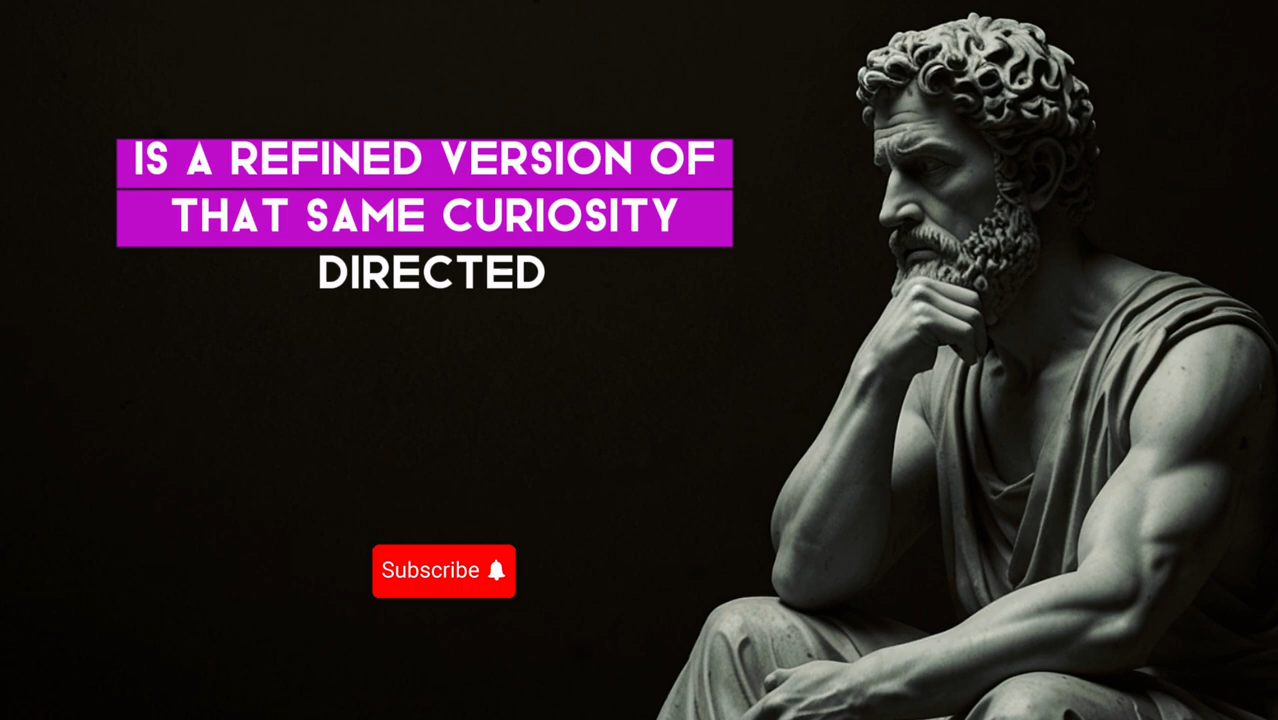 IS A REFINED VERSION OF
THAT SAME CURIOSITY
DIRECTED
Subscribe